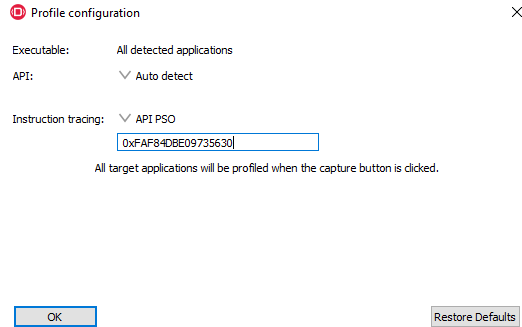 Profile configuration
Executable: All detected applications
API: Auto detect
Instruction tracing: API PSO
0xFAF84DBE09735630
All target applications will be profiled when the capture button is clicked.
OK Restore Defaults